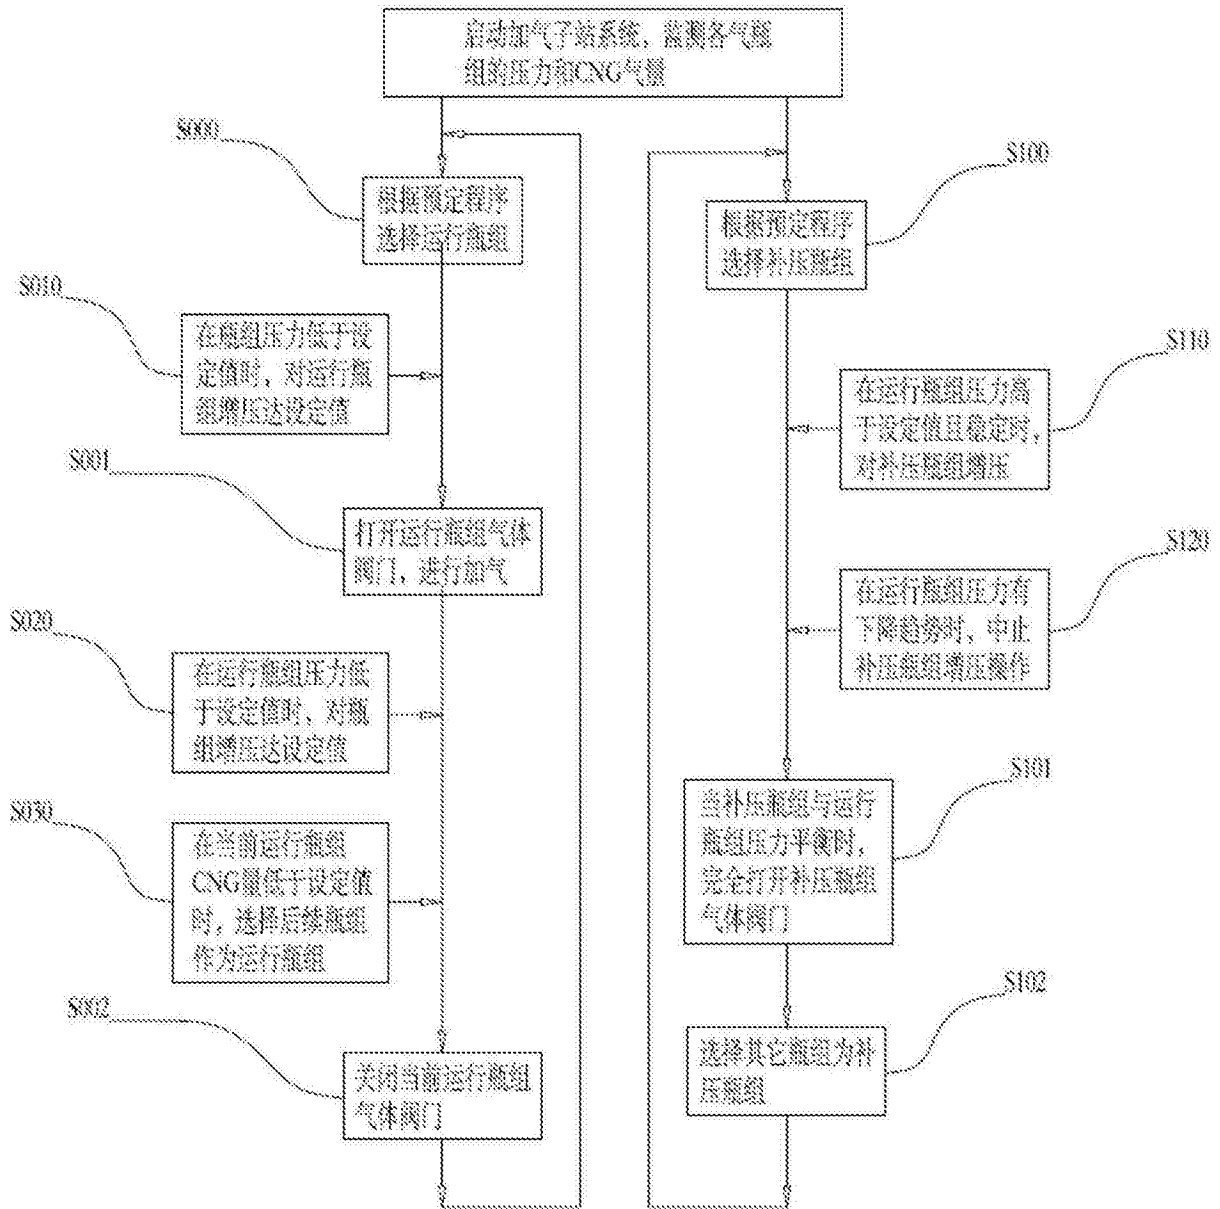 启动加气子站系统，监测各气瓶
组的压力和CNG气量
S000
根据预定程序
选择运行瓶组
S010
在瓶组压力低于设
定值时，对运行瓶
组增压达设定值
S001
打开运行瓶组气体
阀门，进行加气
S020
在运行瓶组压力低
于设定值时，对瓶
组增压达设定值
S030
在当前运行瓶组
CNG量低于设定值
时，选择后续瓶组
作为运行瓶组
S002
关闭当前运行瓶组
气体阀门
S100
根据预定程序
选择补压瓶组
S110
在运行瓶组压力高
于设定值且稳定时，
对补压瓶组增压
S120
在运行瓶组压力有
下降趋势时，中止
补压瓶组增压操作
S101
当补压瓶组与运行
瓶组压力平衡时，
完全打开补压瓶组
气体阀门
S102
选择其它瓶组为补
压瓶组